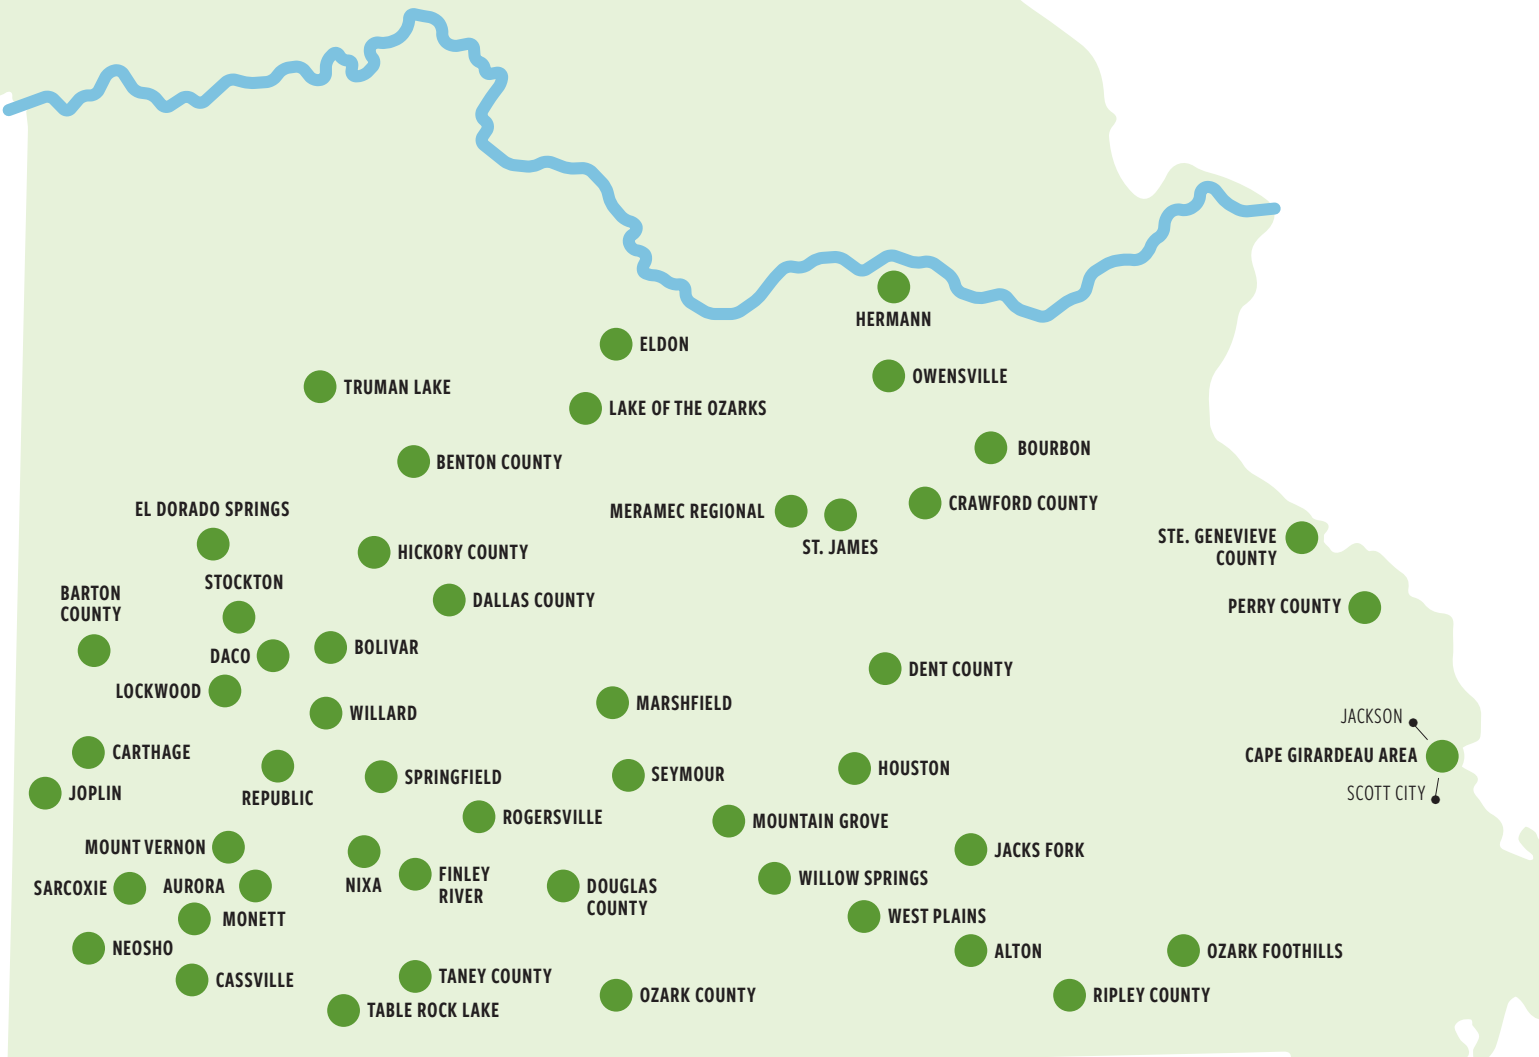 HERMANN
ELDON
OWENSVILLE
TRUMAN LAKE
LAKE OF THE OZARKS
BOURBON
BENTON COUNTY
CRAWFORD COUNTY
EL DORADO SPRINGS
MERAMEC REGIONAL
ST. JAMES
STE. GENEVIEVE
COUNTY
HICKORY COUNTY
STOCKTON
BARTON
COUNTY
DALLAS COUNTY
PERRY COUNTY
BOLIVAR
DACO
DENT COUNTY
LOCKWOOD
MARSHFIELD
WILLARD
JACKSON
CARTHAGE
CAPE GIRARDEAU AREA
HOUSTON
SEYMOUR
SPRINGFIELD
JOPLIN
SCOTT CITY
REPUBLIC
ROGERSVILLE
MOUNTAIN GROVE
MOUNT VERNON
JACKS FORK
FINLEY
RIVER
WILLOW SPRINGS
NIXA
SARCOXIE
AURORA
DOUGLAS
COUNTY
WEST PLAINS
MONETT
NEOSHO
ALTON
OZARK FOOTHILLS
TANEY COUNTY
CASSVILLE
OZARK COUNTY
RIPLEY COUNTY
TABLE ROCK LAKE